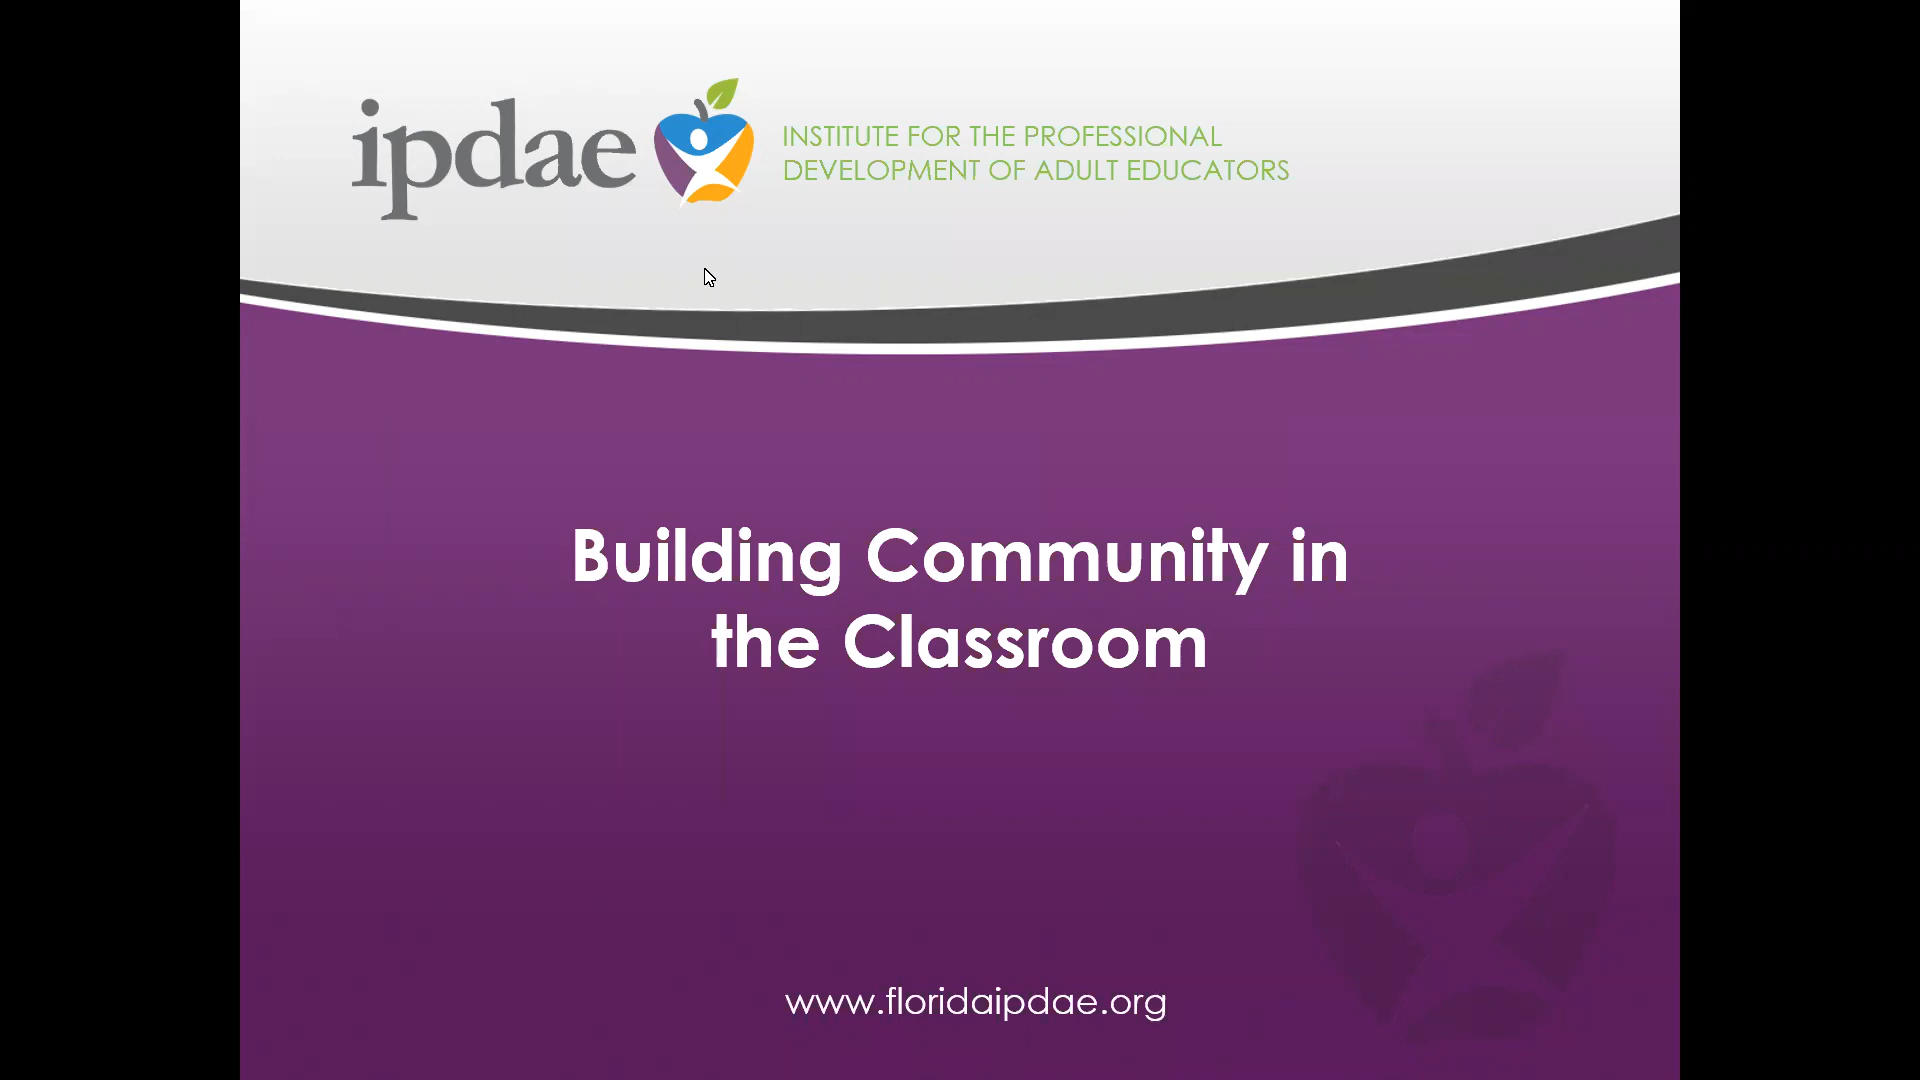 ipdae
INSTITUTE FOR THE PROFESSIONAL
DEVELOPMENT OF ADULT EDUCATORS
Building Community in
the Classroom
www.floridaipdae.org